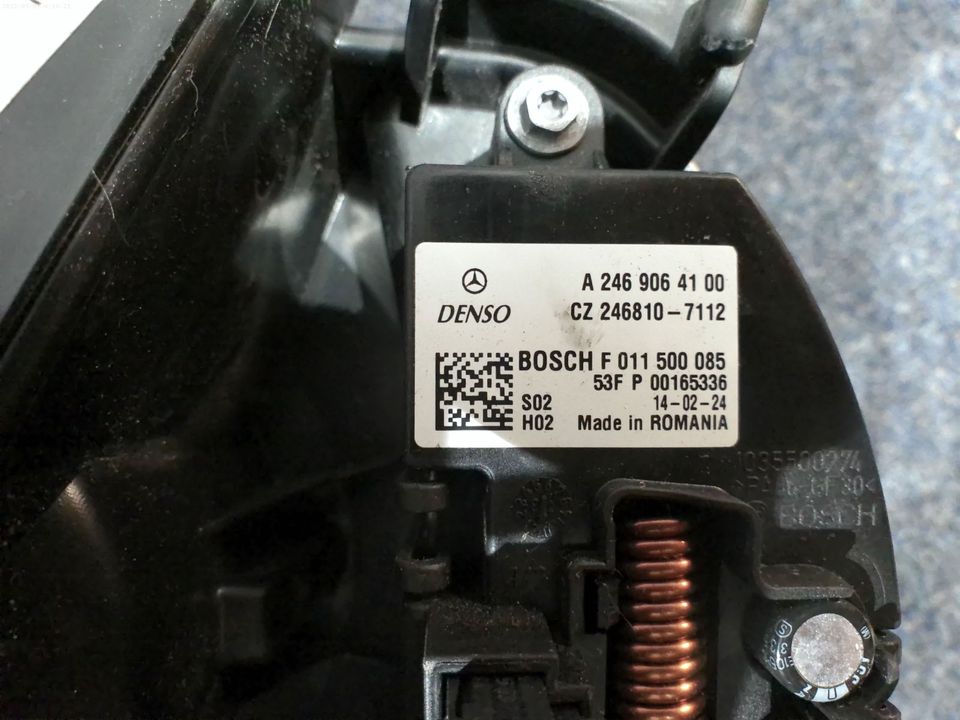 A 246 906 41 00
DENSO
CZ 246810-7112
BOSCH F 011 500 085
53F P 00165336
S02
14-02-24
H02
Made in ROMANIA
BOSCH